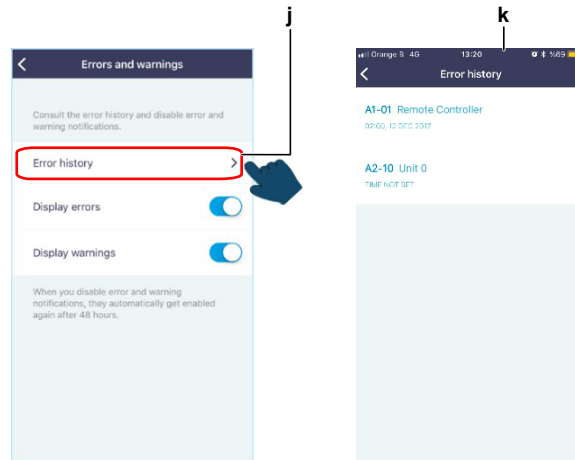 j
k
Errors and warnings
Consult the error history and disable error and
warning notifications.
Error history
Display errors
Display warnings
When you disable error and warning
notifications, they automatically get enabled
again after 48 hours.
Orange B 4G 13:20 %69
Error history
A1-01 Remote Controller
02:00, 12 DEC 2017
A2-10 Unit 0
TIME NOT SET